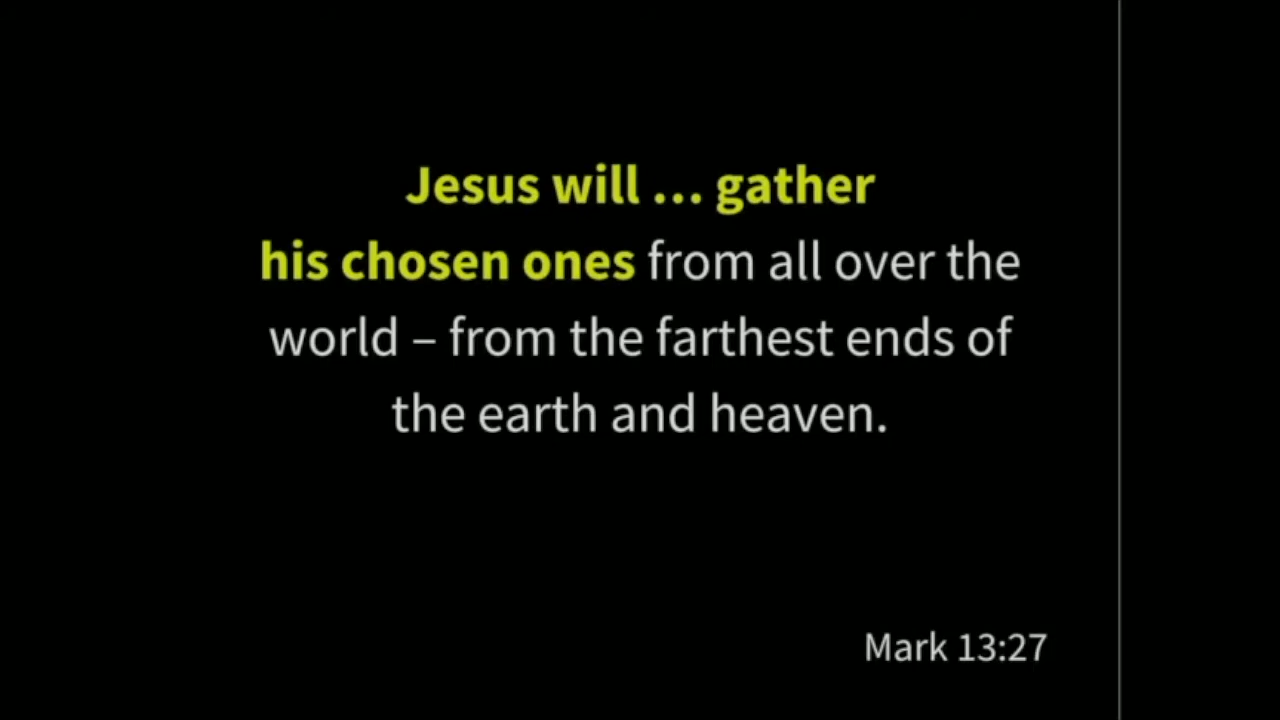 Jesus will … gather
his chosen ones from all over the
world – from the farthest ends of
the earth and heaven.
Mark 13:27